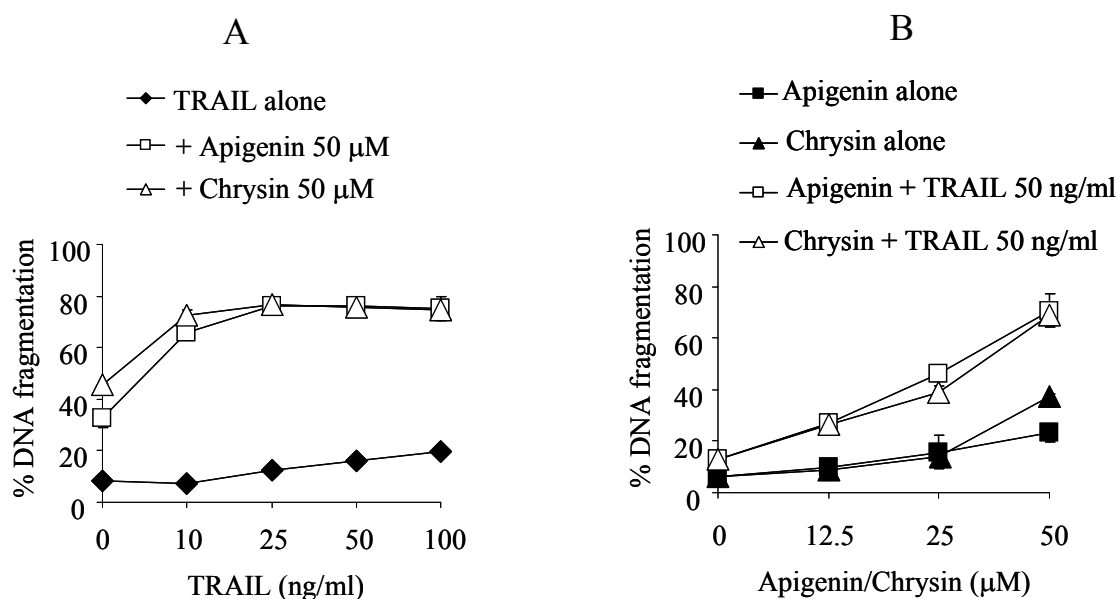 A
TRAIL alone
+ Apigenin 50 μM
+ Chrysin 50 μM
% DNA fragmentation
100
80
60
40
20
0
0 10 25 50 100
TRAIL (ng/ml)
B
Apigenin alone
Chrysin alone
Apigenin + TRAIL 50 ng/ml
Chrysin + TRAIL 50 ng/ml
% DNA fragmentation
100
80
60
40
20
0
0 12.5 25 50
Apigenin/Chrysin (μM)